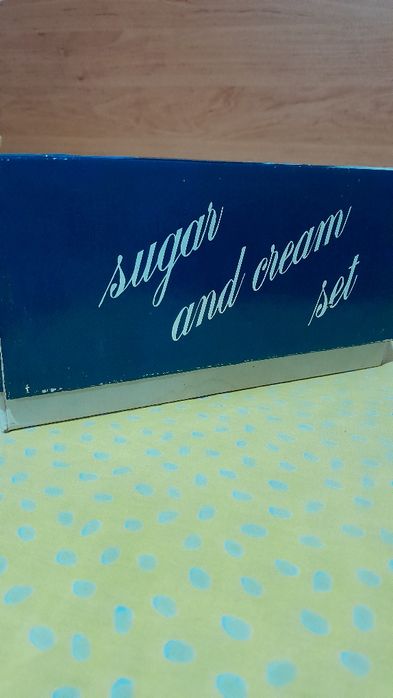 sugar
and cream
set